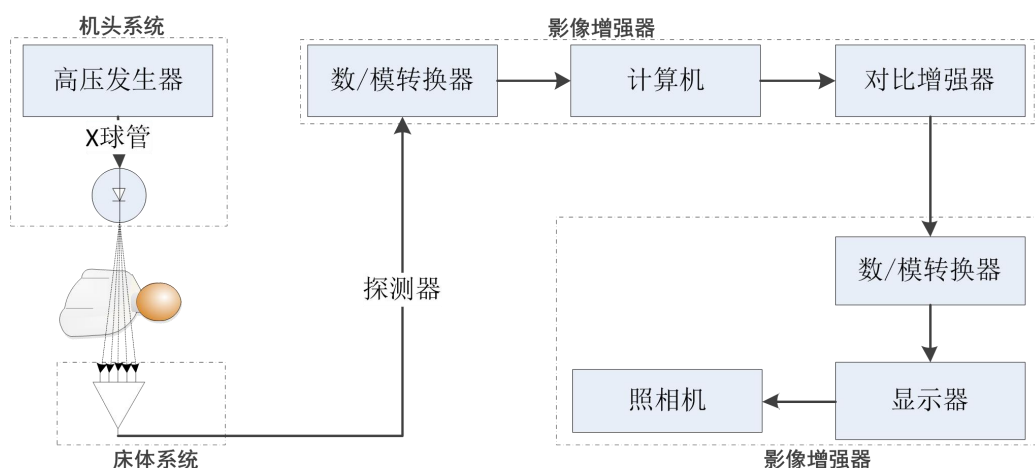 机头系统
高压发生器
X球管
影像增强器
数/模转换器
计算机
对比增强器
探测器
数/模转换器
显示器
照相机
床体系统
影像增强器